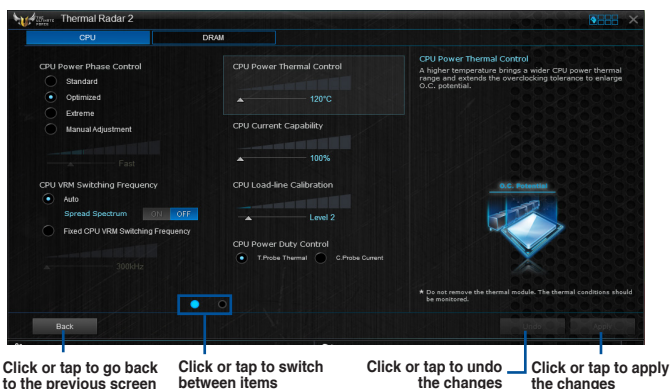 THE ULTIMATE FORCE
Thermal Radar 2
CPU
DRAM
CPU Power Phase Control
Standard
Optimized
Extreme
Manual Adjustment
Fast
CPU VRM Switching Frequency
Auto
Spread Spectrum ON OFF
Fixed CPU VRM Switching Frequency
300kHz
CPU Power Thermal Control
120°C
CPU Current Capability
100%
CPU Load-line Calibration
Level 2
CPU Power Duty Control
T.Probe Thermal C.Probe Current
CPU Power Thermal Control
A higher temperature brings a wider CPU power thermal
range and extends the overclocking tolerance to enlarge
O.C. potential.
O.C. Potential
* Do not remove the thermal module. The thermal conditions should
be monitored.
Back
Undo
Apply
Click or tap to go back
to the previous screen
Click or tap to switch
between items
Click or tap to undo
the changes
Click or tap to apply
the changes